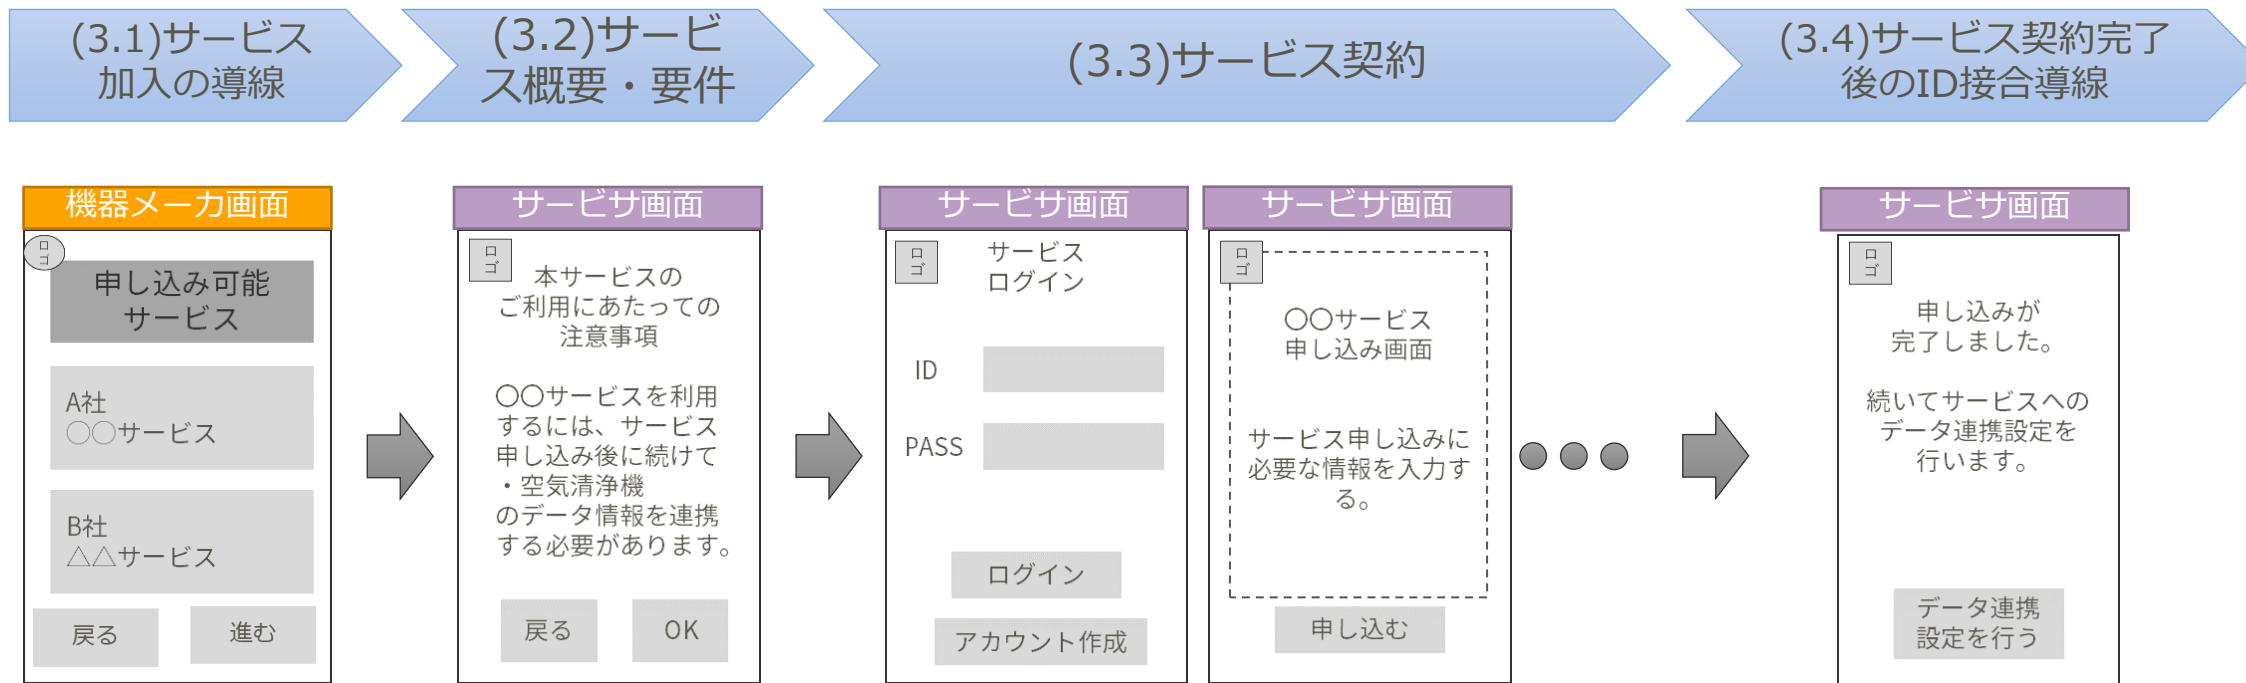 (3.1)サービス
加入の導線
(3.2)サービ
ス概要・要件
(3.3)サービス契約
(3.4)サービス契約完了
後のID接合導線
機器メーカ画面
ロゴ
申し込み可能
サービス
A社
〇〇サービス
B社
△△サービス
戻る
進む
サービサ画面
ロゴ
本サービスの
ご利用にあたっての
注意事項
〇〇サービスを利用
するには、サービス
申し込み後に続けて
・空気清浄機
のデータ情報を連携
する必要があります。
戻る
OK
サービサ画面
ロゴ
サービス
ログイン
ID
PASS
ログイン
アカウント作成
サービサ画面
ロゴ
〇〇サービス
申し込み画面
サービス申し込みに
必要な情報を入力す
る。
申し込む
サービサ画面
ロゴ
申し込みが
完了しました。
続いてサービスへの
データ連携設定を
行います。
データ連携
設定を行う